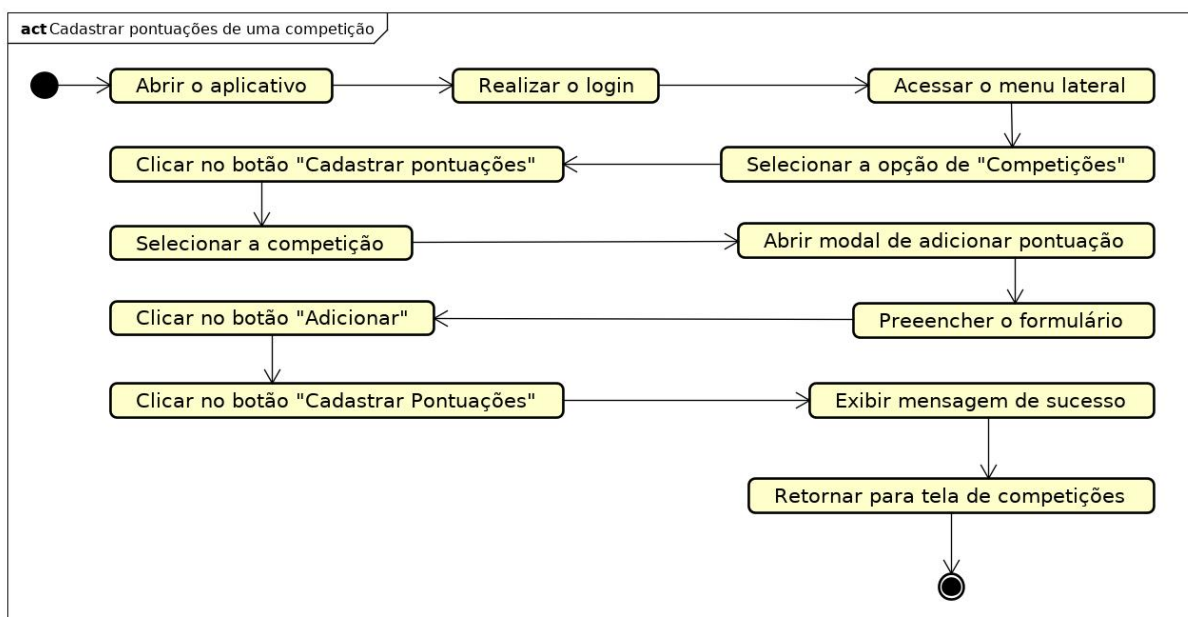 act Cadastrar pontuações de uma competição
Abrir o aplicativo
Realizar o login
Acessar o menu lateral
Selecionar a opção de "Competições"
Clicar no botão "Cadastrar pontuações"
Selecionar a competição
Abrir modal de adicionar pontuação
Preeencher o formulário
Clicar no botão "Adicionar"
Clicar no botão "Cadastrar Pontuações"
Exibir mensagem de sucesso
Retornar para tela de competições